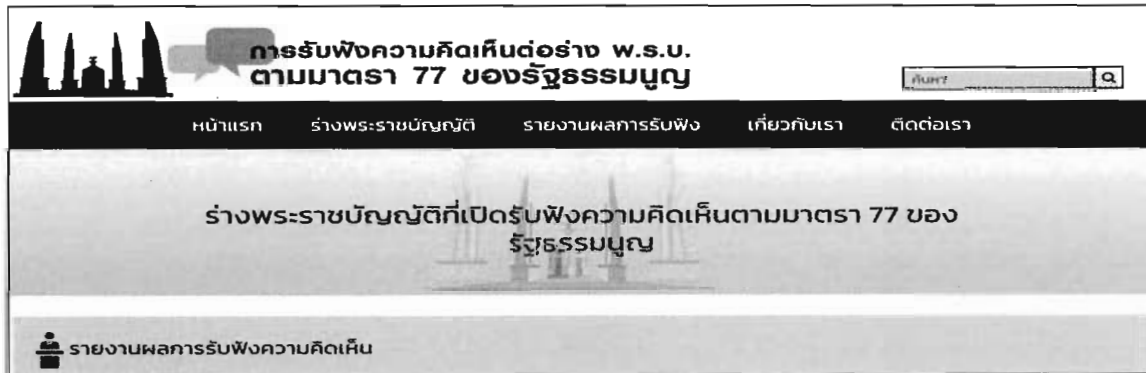 การรับฟังความคิดเห็นต่อร่าง พ.ร.บ.
ตามมาตรา 77 ของรัฐธรรมนูญ
ค้นหา
หน้าแรก ร่างพระราชบัญญัติ รายงานผลการรับฟัง เกี่ยวกับเรา ติดต่อเรา
ร่างพระราชบัญญัติที่เปิดรับฟังความคิดเห็นตามมาตรา 77 ของ
รัฐธรรมนูญ
รายงานผลการรับฟังความคิดเห็น